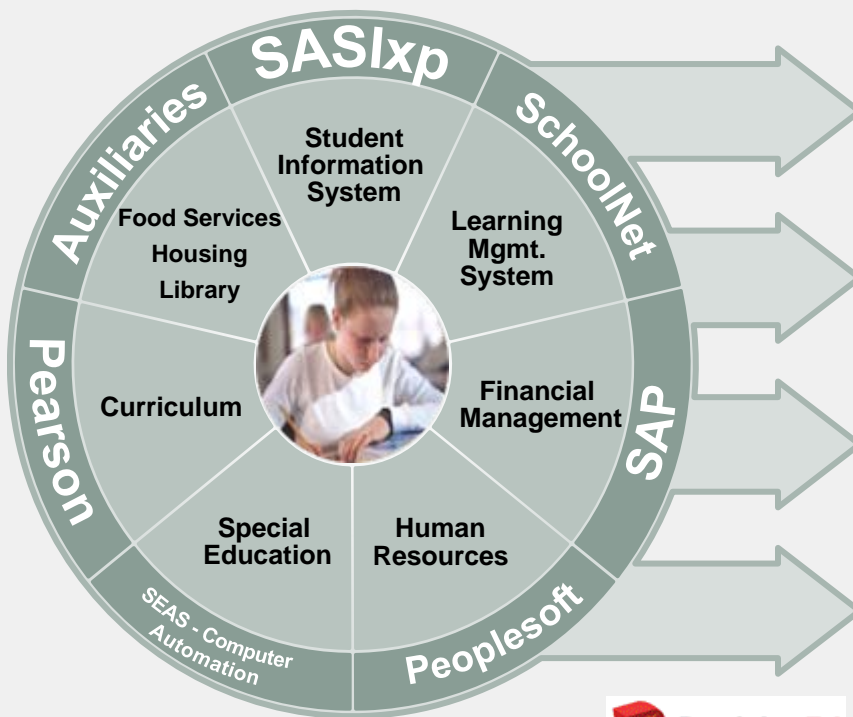 SASIxp
SchoolNet
SAP
Peoplesoft
SEAS - Computer
Automation
Pearson
Auxiliaries
Student
Information
System
Learning
Mgmt.
System
Financial
Management
Human
Resources
Special
Education
Curriculum
Food Services
Housing
Library